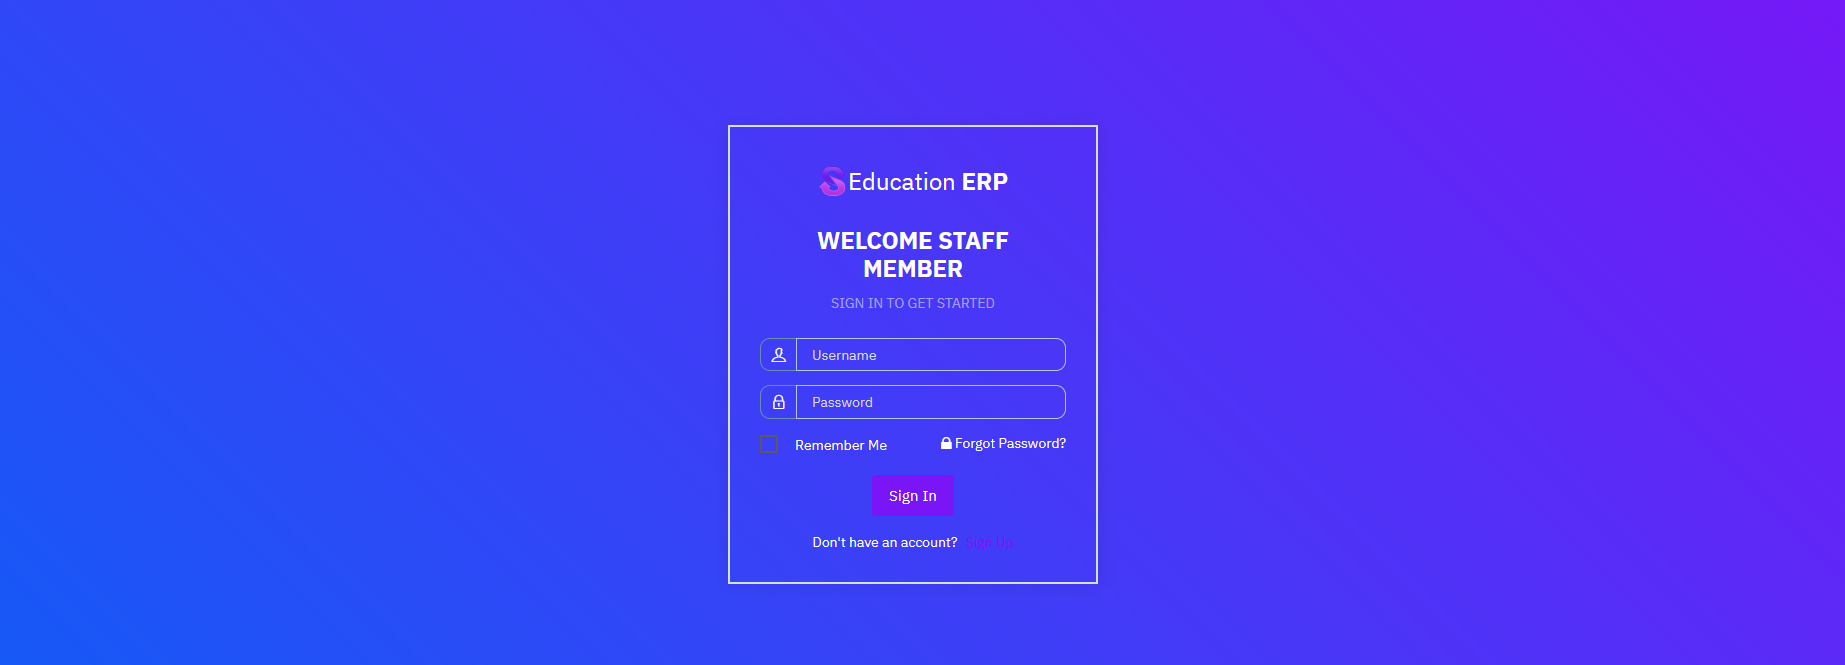 Education ERP
WELCOME STAFF
MEMBER
SIGN IN TO GET STARTED
Username
Password
Remember Me
Forgot Password?
Sign In
Don't have an account? Sign Up